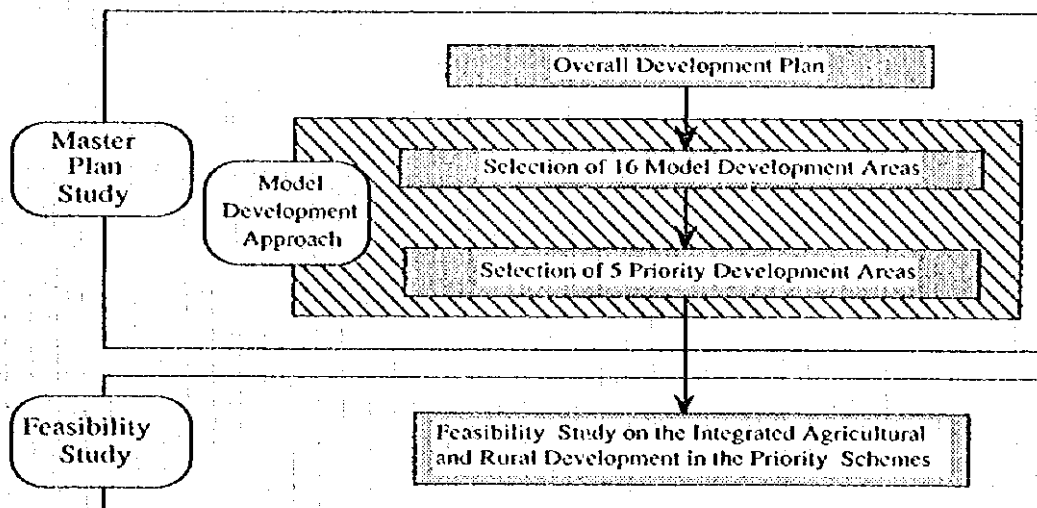 Overall Development Plan
Master
Plan
Study
Selection of 16 Model Development Areas
Model
Development
Approach
Selection of 5 Priority Development Areas
Feasibility
Study
Feasibility Study on the Integrated Agricultural
and Rural Development in the Priority Schemes